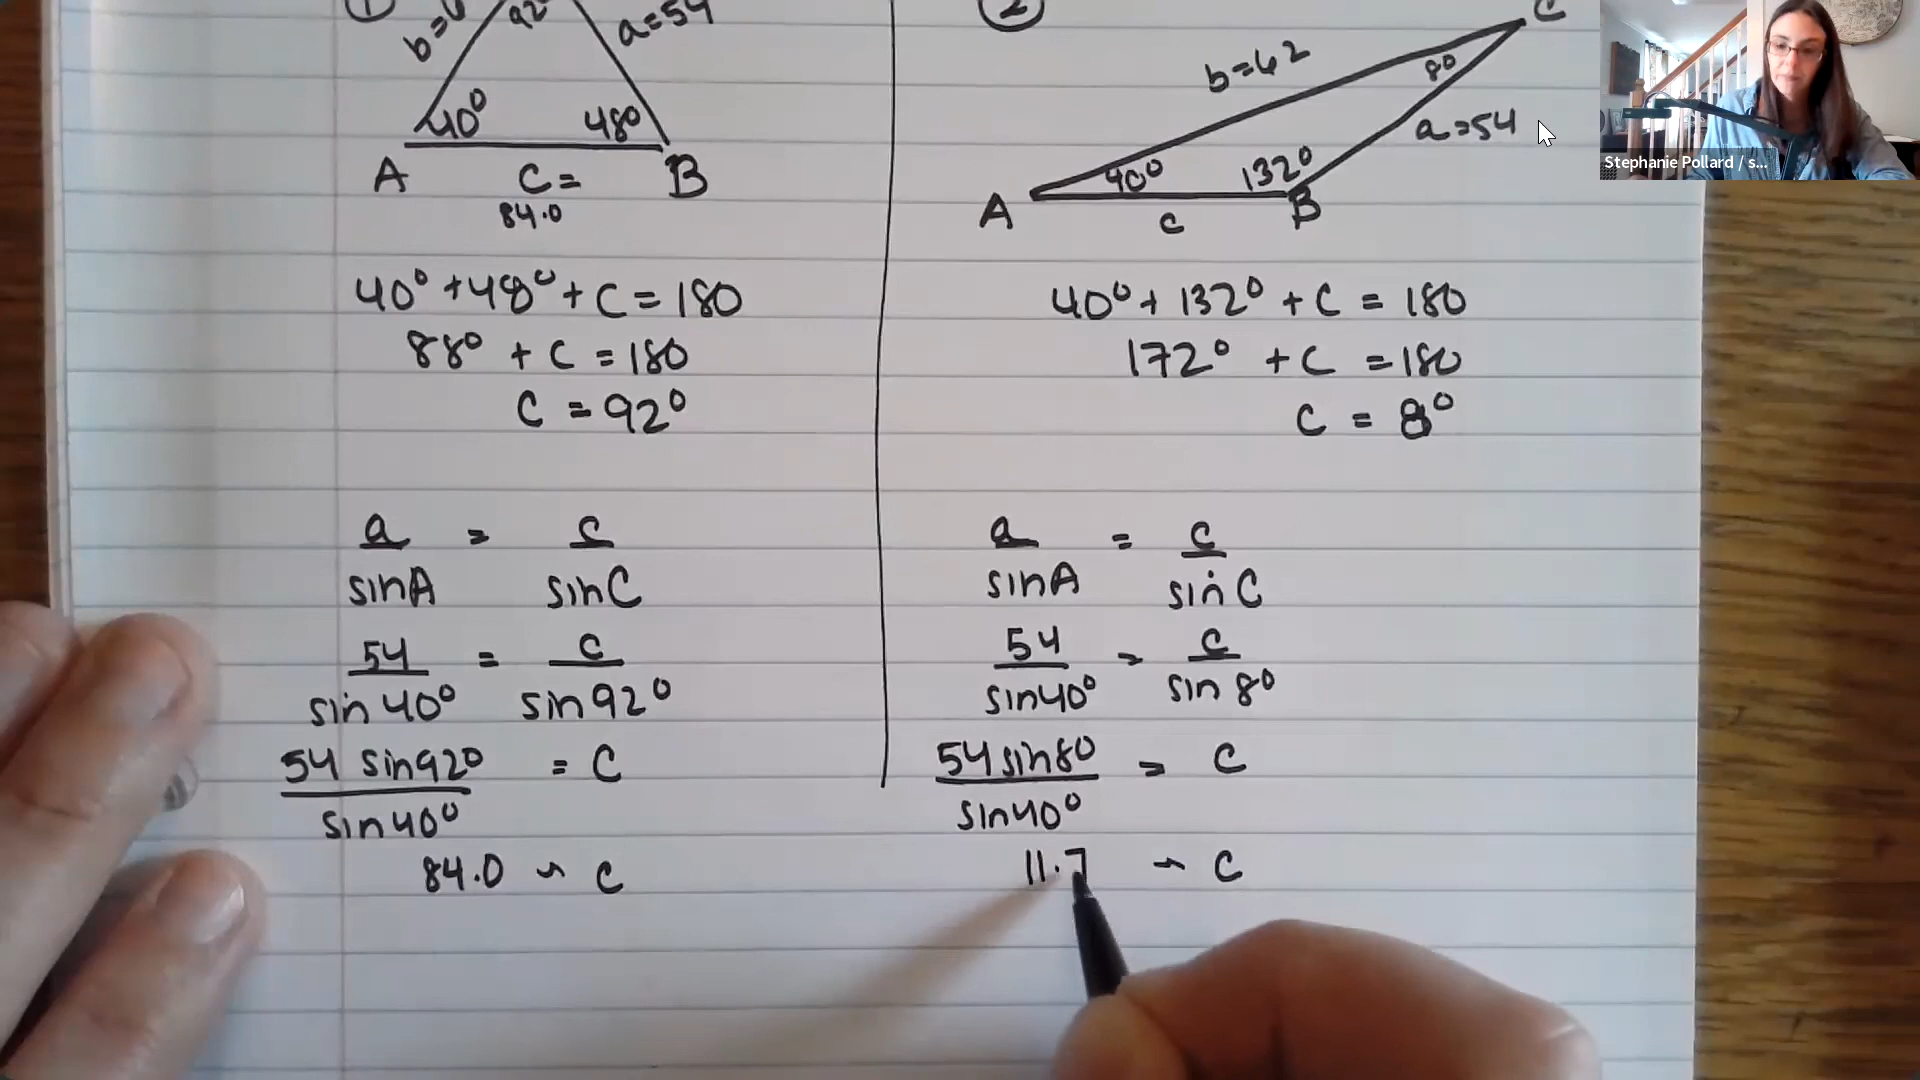 ①
b=
92°
a=54
40°
48°
A
C=
B
84.0
40°+48°+C=180
88°+C=180
C=92°
a = c
sinA sinC
54 = c
sin40° sin92°
54 sin92° = C
sin40°
84.0 ~ C
②
C
b=62
8°
a=54
40°
132°
A
c
B
40°+132°+C=180
172°+C=180
C=8°
a = c
sinA sinC
54 = c
sin40° sin8°
54sin8° = C
sin40°
11.7 ~ C
Stephanie Pollard / s...